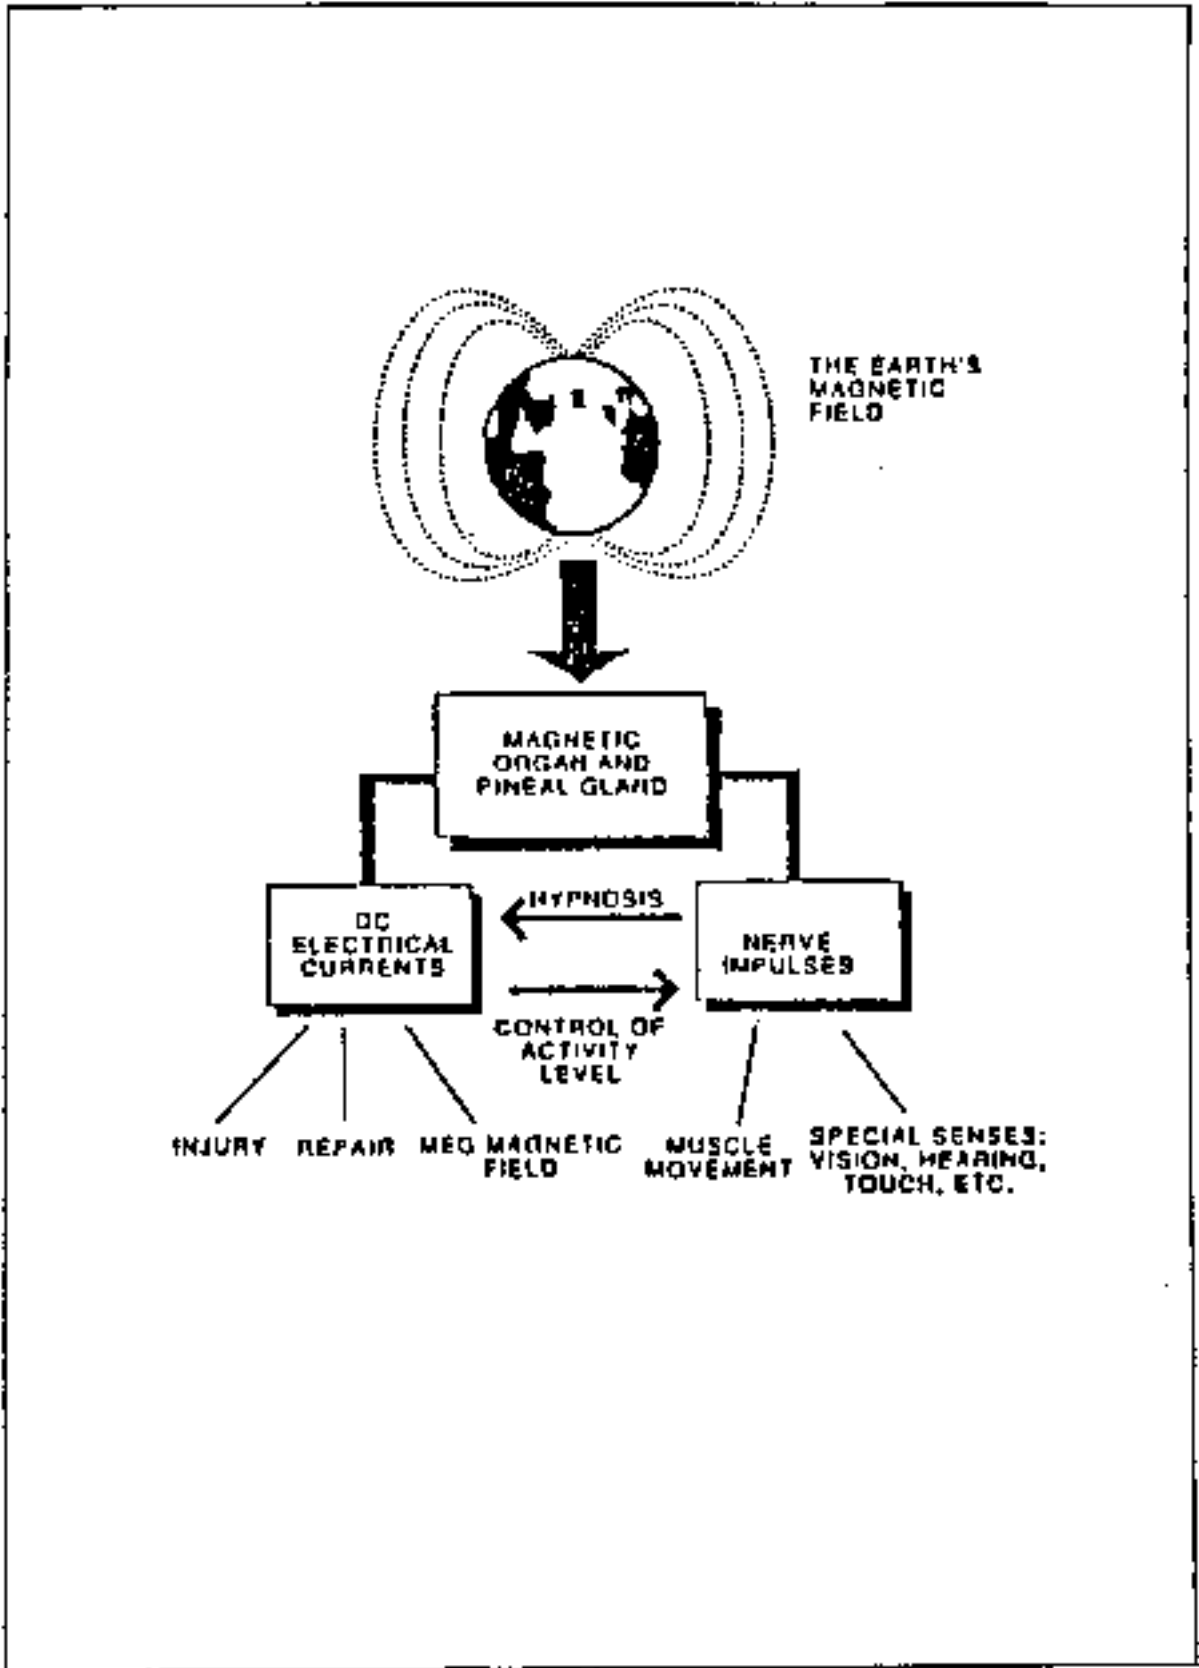 THE EARTH'S
MAGNETIC
FIELD
MAGNETIC
ORGAN AND
PINEAL GLAND
HYPNOSIS
DC
ELECTRICAL
CURRENTS
NERVE
IMPULSES
CONTROL OF
ACTIVITY
LEVEL
INJURY
REPAIR
MEG MAGNETIC
FIELD
MUSCLE
MOVEMENT
SPECIAL SENSES:
VISION, HEARING,
TOUCH, ETC.